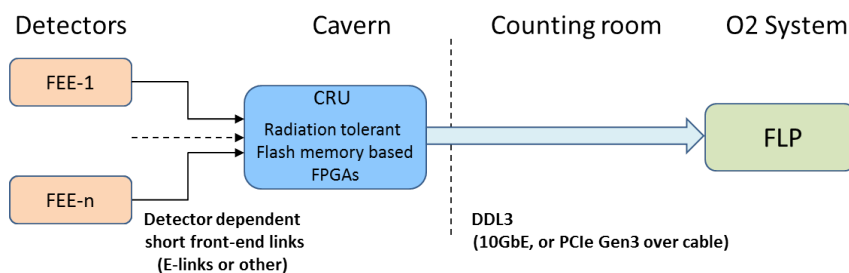 Detectors
Cavern
Counting room
O2 System
FEE-1
CRU
Radiation tolerant
Flash memory based
FPGAs
FLP
FEE-n
Detector dependent
short front-end links
(E-links or other)
DDL3
(10GbE, or PCIe Gen3 over cable)